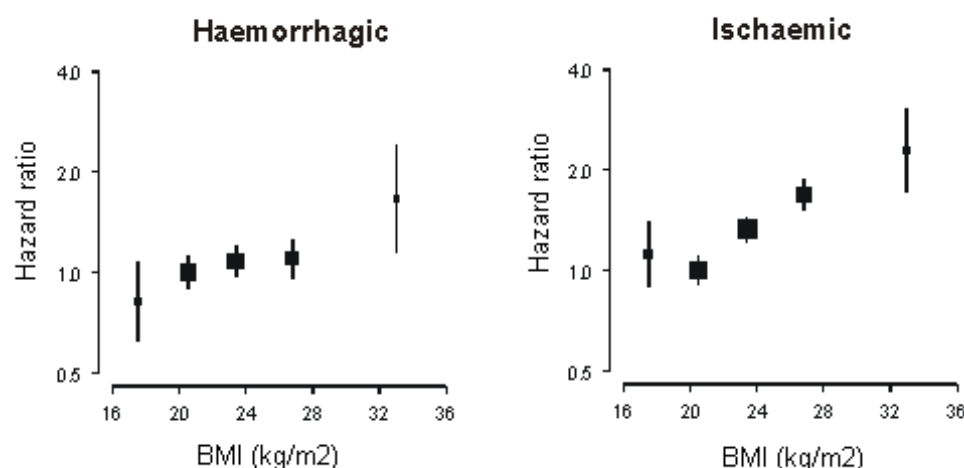 Haemorrhagic
4.0
2.0
1.0
0.5
Hazard ratio
16 20 24 28 32 36
BMI (kg/m2)
Ischaemic
4.0
2.0
1.0
0.5
Hazard ratio
16 20 24 28 32 36
BMI (kg/m2)